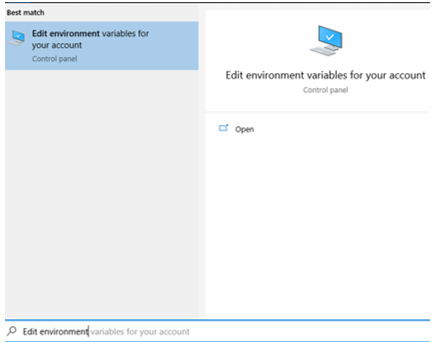 Best match
Edit environment variables for
your account
Control panel
Edit environment variables for your account
Control panel
Open
Edit environment variables for your account